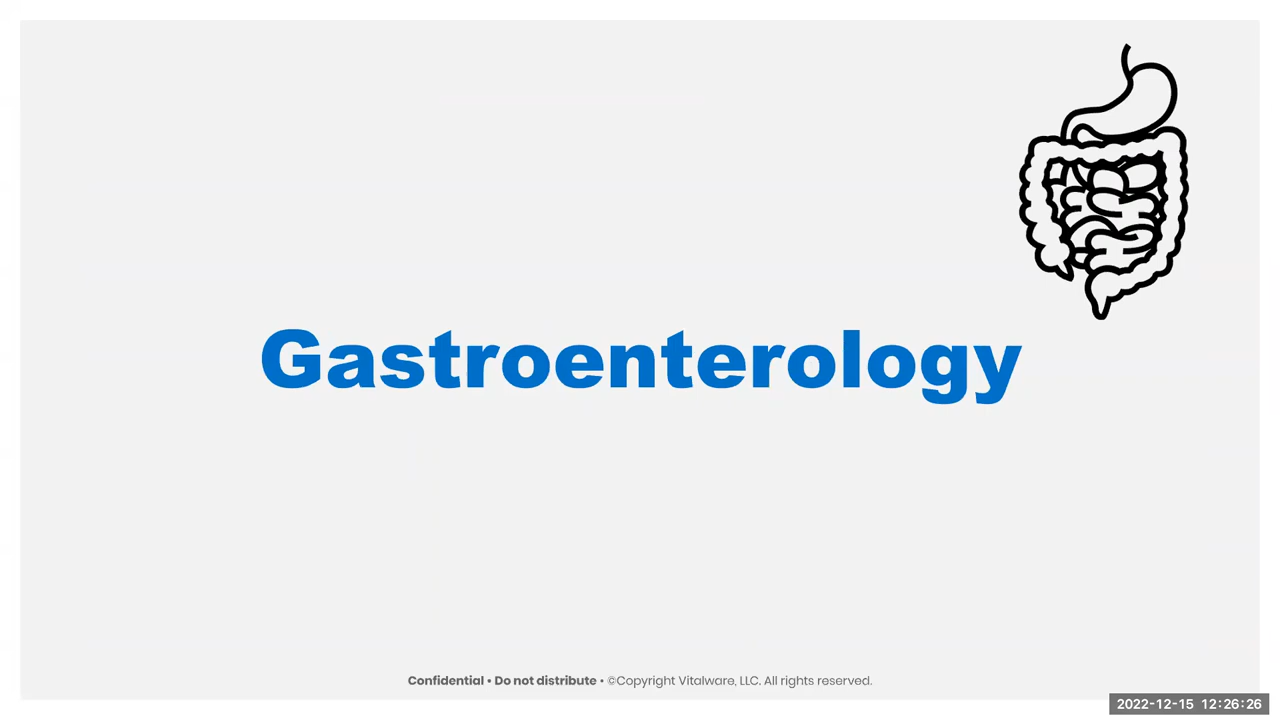 Gastroenterology
Confidential • Do not distribute • ©Copyright Vitalware, LLC. All rights reserved.
2022-12-15 12:26:26